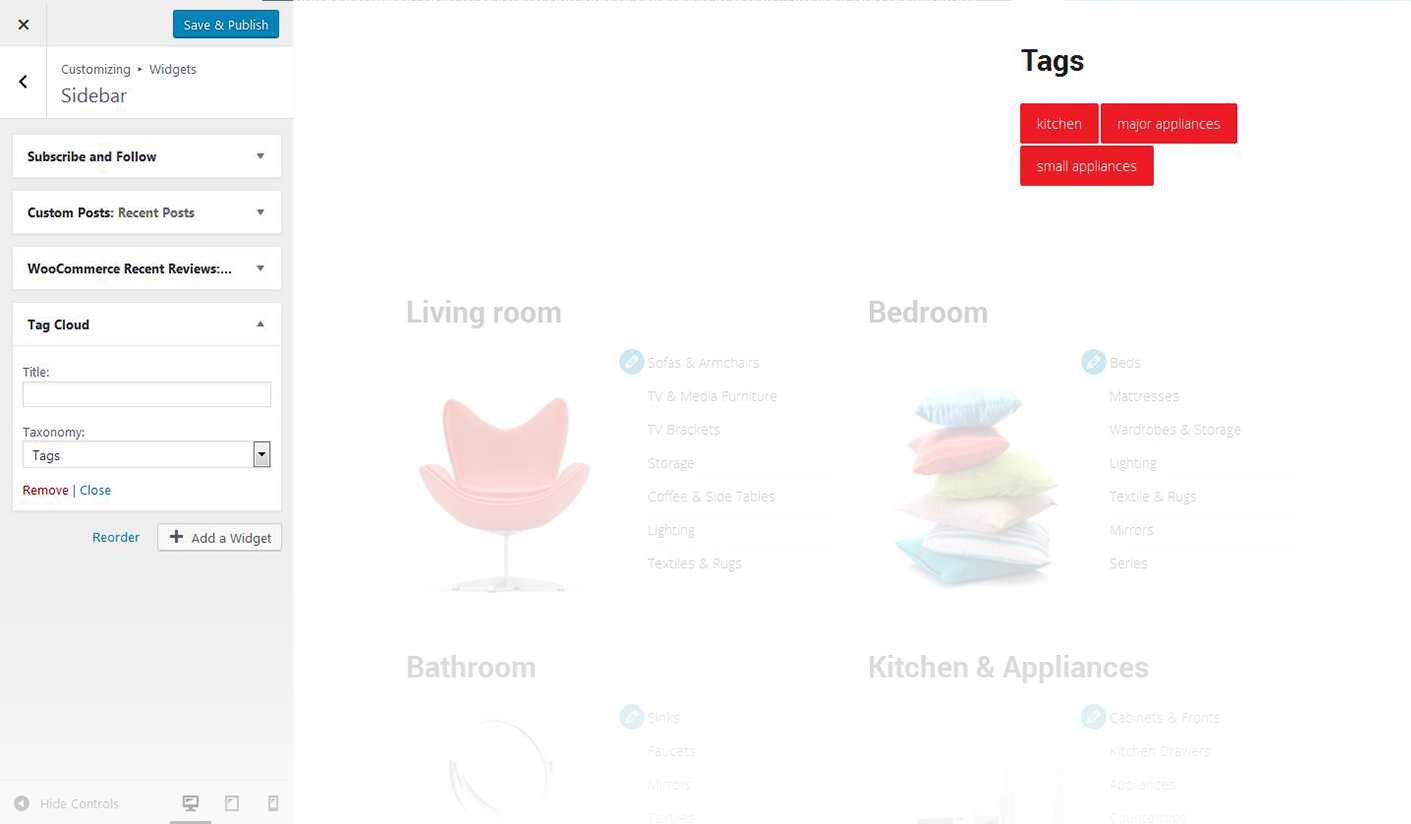 Save & Publish
Customizing ▸ Widgets
Sidebar
Subscribe and Follow
Custom Posts: Recent Posts
WooCommerce Recent Reviews:...
Tag Cloud
Title:
Taxonomy:
Tags
Remove | Close
Reorder
Add a Widget
Hide Controls
Tags
kitchen
major appliances
small appliances
Living room
Sofas & Armchairs
TV & Media Furniture
TV Brackets
Storage
Coffee & Side Tables
Lighting
Textiles & Rugs
Bedroom
Beds
Mattresses
Wardrobes & Storage
Lighting
Textile & Rugs
Mirrors
Series
Bathroom
Sinks
Faucets
Mirrors
Textiles
Kitchen & Appliances
Cabinets & Fronts
Kitchen Drawers
Appliances
Countertops